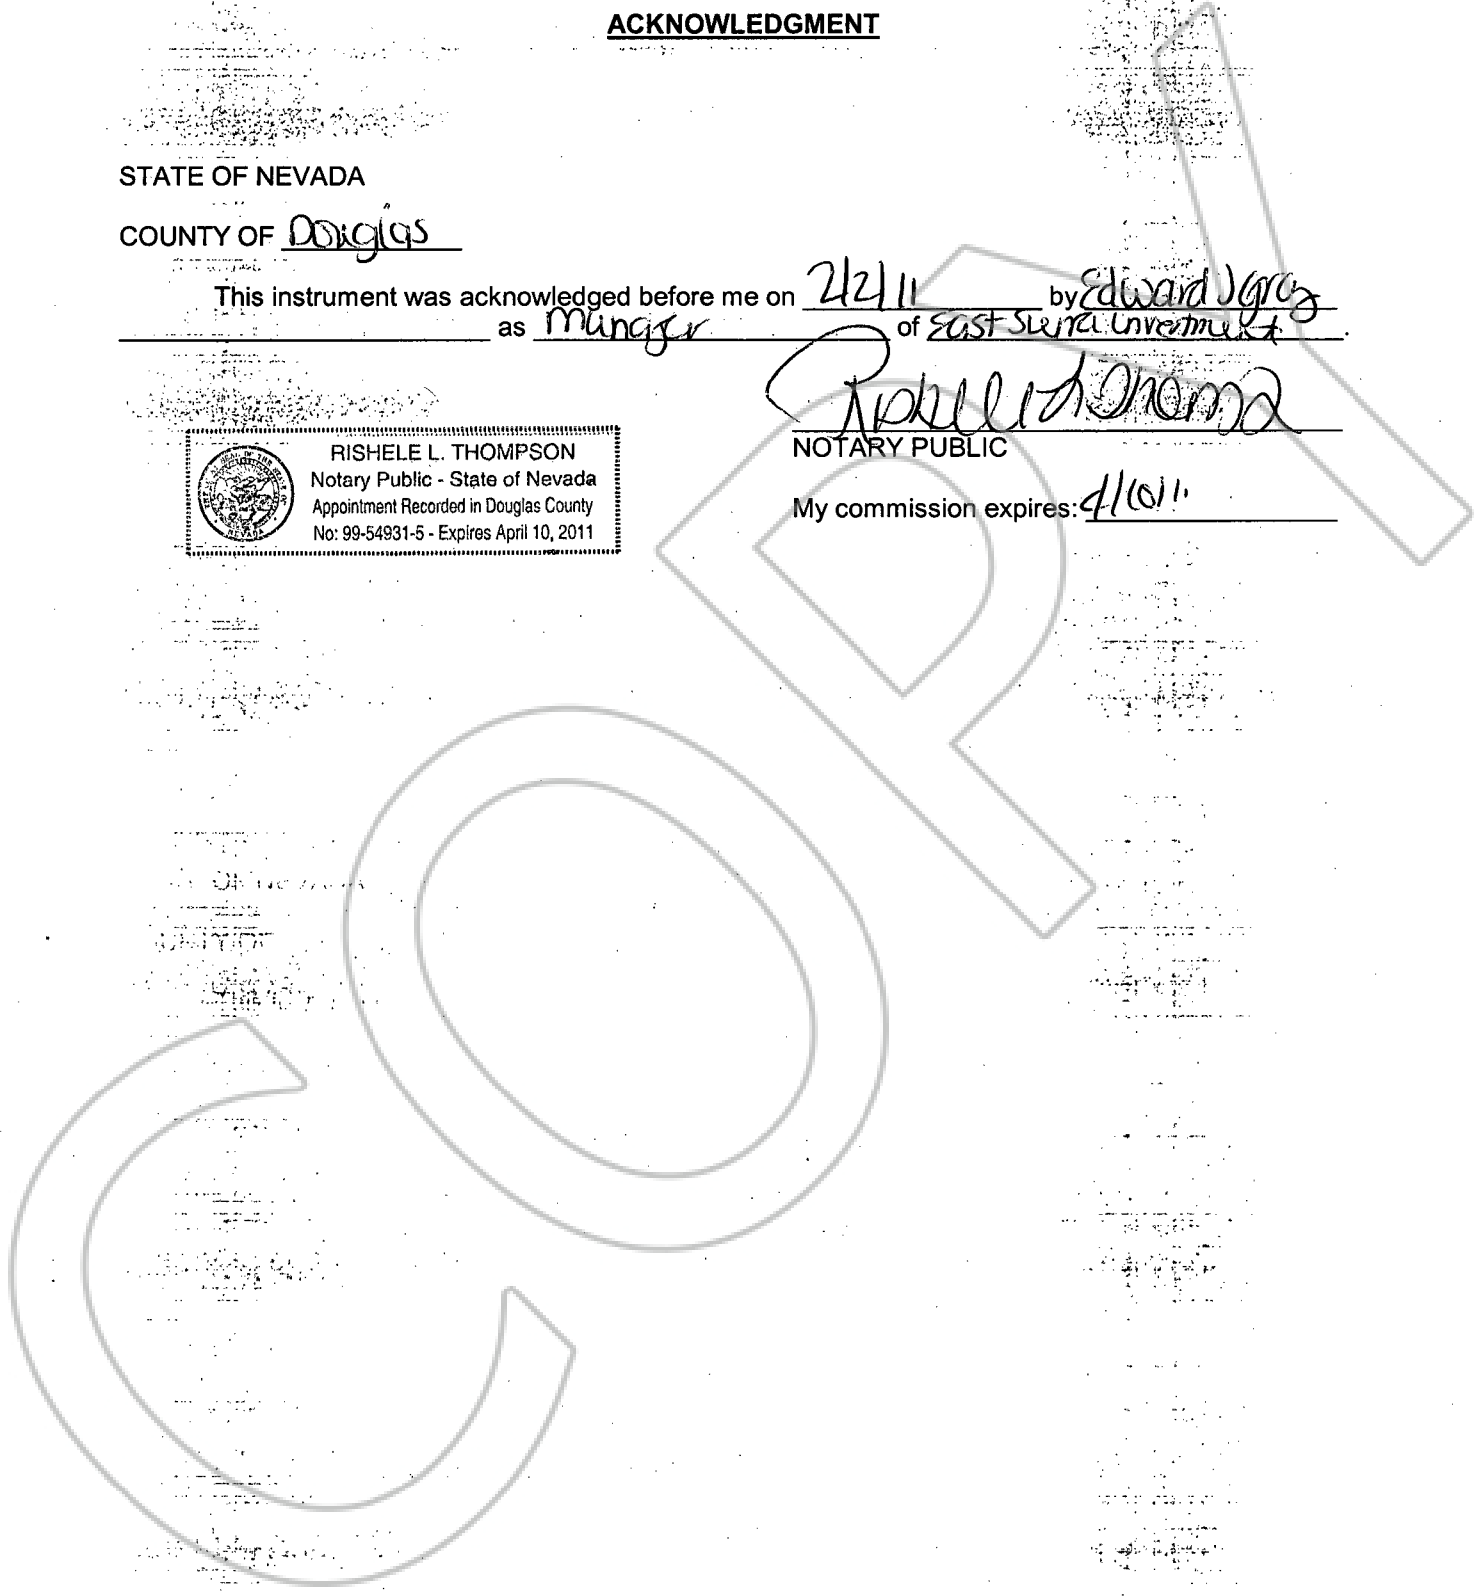 ACKNOWLEDGMENT
STATE OF NEVADA
COUNTY OF Douglas
This instrument was acknowledged before me on 2/2/11 by Edward J Gray
as Manager of East Sierra Investment.
NOTARY PUBLIC
My commission expires: 4/10/11
RISHELE L. THOMPSON
Notary Public - State of Nevada
Appointment Recorded in Douglas County
No: 99-54931-5 - Expires April 10, 2011
COPY